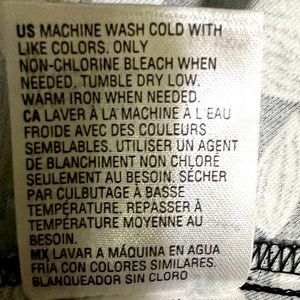 US MACHINE WASH COLD WITH
LIKE COLORS. ONLY
NON-CHLORINE BLEACH WHEN
NEEDED. TUMBLE DRY LOW.
WARM IRON WHEN NEEDED.
CA LAVER À LA MACHINE À L'EAU
FROIDE AVEC DES COULEURS
SEMBLABLES. UTILISER UN AGENT
DE BLANCHIMENT NON CHLORÉ
SEULEMENT AU BESOIN. SÉCHER
PAR CULBUTAGE À BASSE
TEMPÉRATURE. REPASSER À
TEMPÉRATURE MOYENNE AU
BESOIN.
MX LAVAR A MÁQUINA EN AGUA
FRÍA CON COLORES SIMILARES.
BLANQUEADOR SIN CLORO